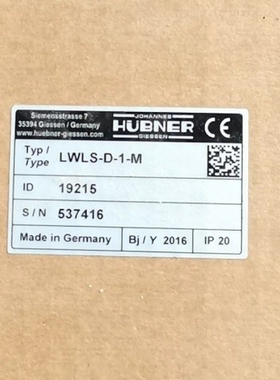 Siemensstrasse 7
35394 Giessen / Germany
www.huebner-giessen.com
JOHANNES
HÜBNER
GIESSEN
CE
Typ /
Type LWLS-D-1-M
ID 19215
S/N 537416
Made in Germany Bj / Y 2016 IP 20